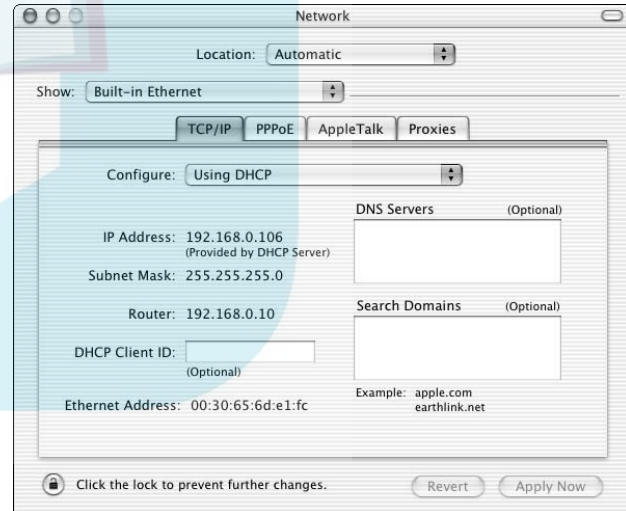 Network
Location: Automatic
Show: Built-in Ethernet
TCP/IP PPPoE AppleTalk Proxies
Configure: Using DHCP
DNS Servers (Optional)
IP Address: 192.168.0.106
(Provided by DHCP Server)
Subnet Mask: 255.255.255.0
Router: 192.168.0.10
Search Domains (Optional)
DHCP Client ID:
(Optional)
Example: apple.com
earthlink.net
Ethernet Address: 00:30:65:6d:e1:fc
Click the lock to prevent further changes.
Revert Apply Now